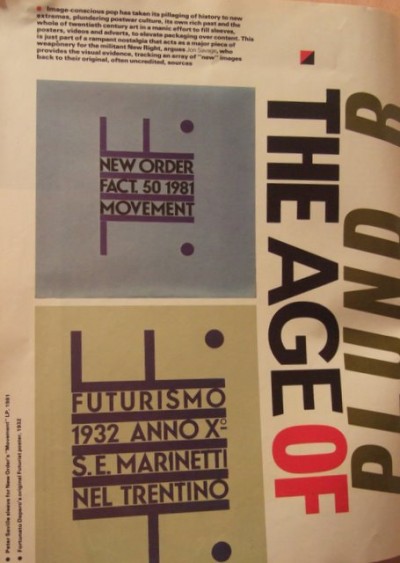 Image-conscious pop has taken its pillaging of history to new
extremes, plundering postwar culture, its own rich past and the
whole of twentieth century art in a manic effort to fill sleeves,
posters, videos and adverts, to elevate packaging over content. This
is just part of a rampant nostalgia that acts as a major piece of
weaponry for the militant New Right, argues Jon Savage, who
provides the visual evidence, tracking an array of "new" images
back to their original, often uncredited, sources
THE AGE OF
PLUND R
NEW ORDER
FACT. 50 1981
MOVEMENT
FUTURISMO
1932 ANNO Xº
S.E. MARINETTI
NEL TRENTINO
Peter Saville sleeve for New Order's "Movement" LP, 1981
Fortunato Depero's original Futurist poster, 1932